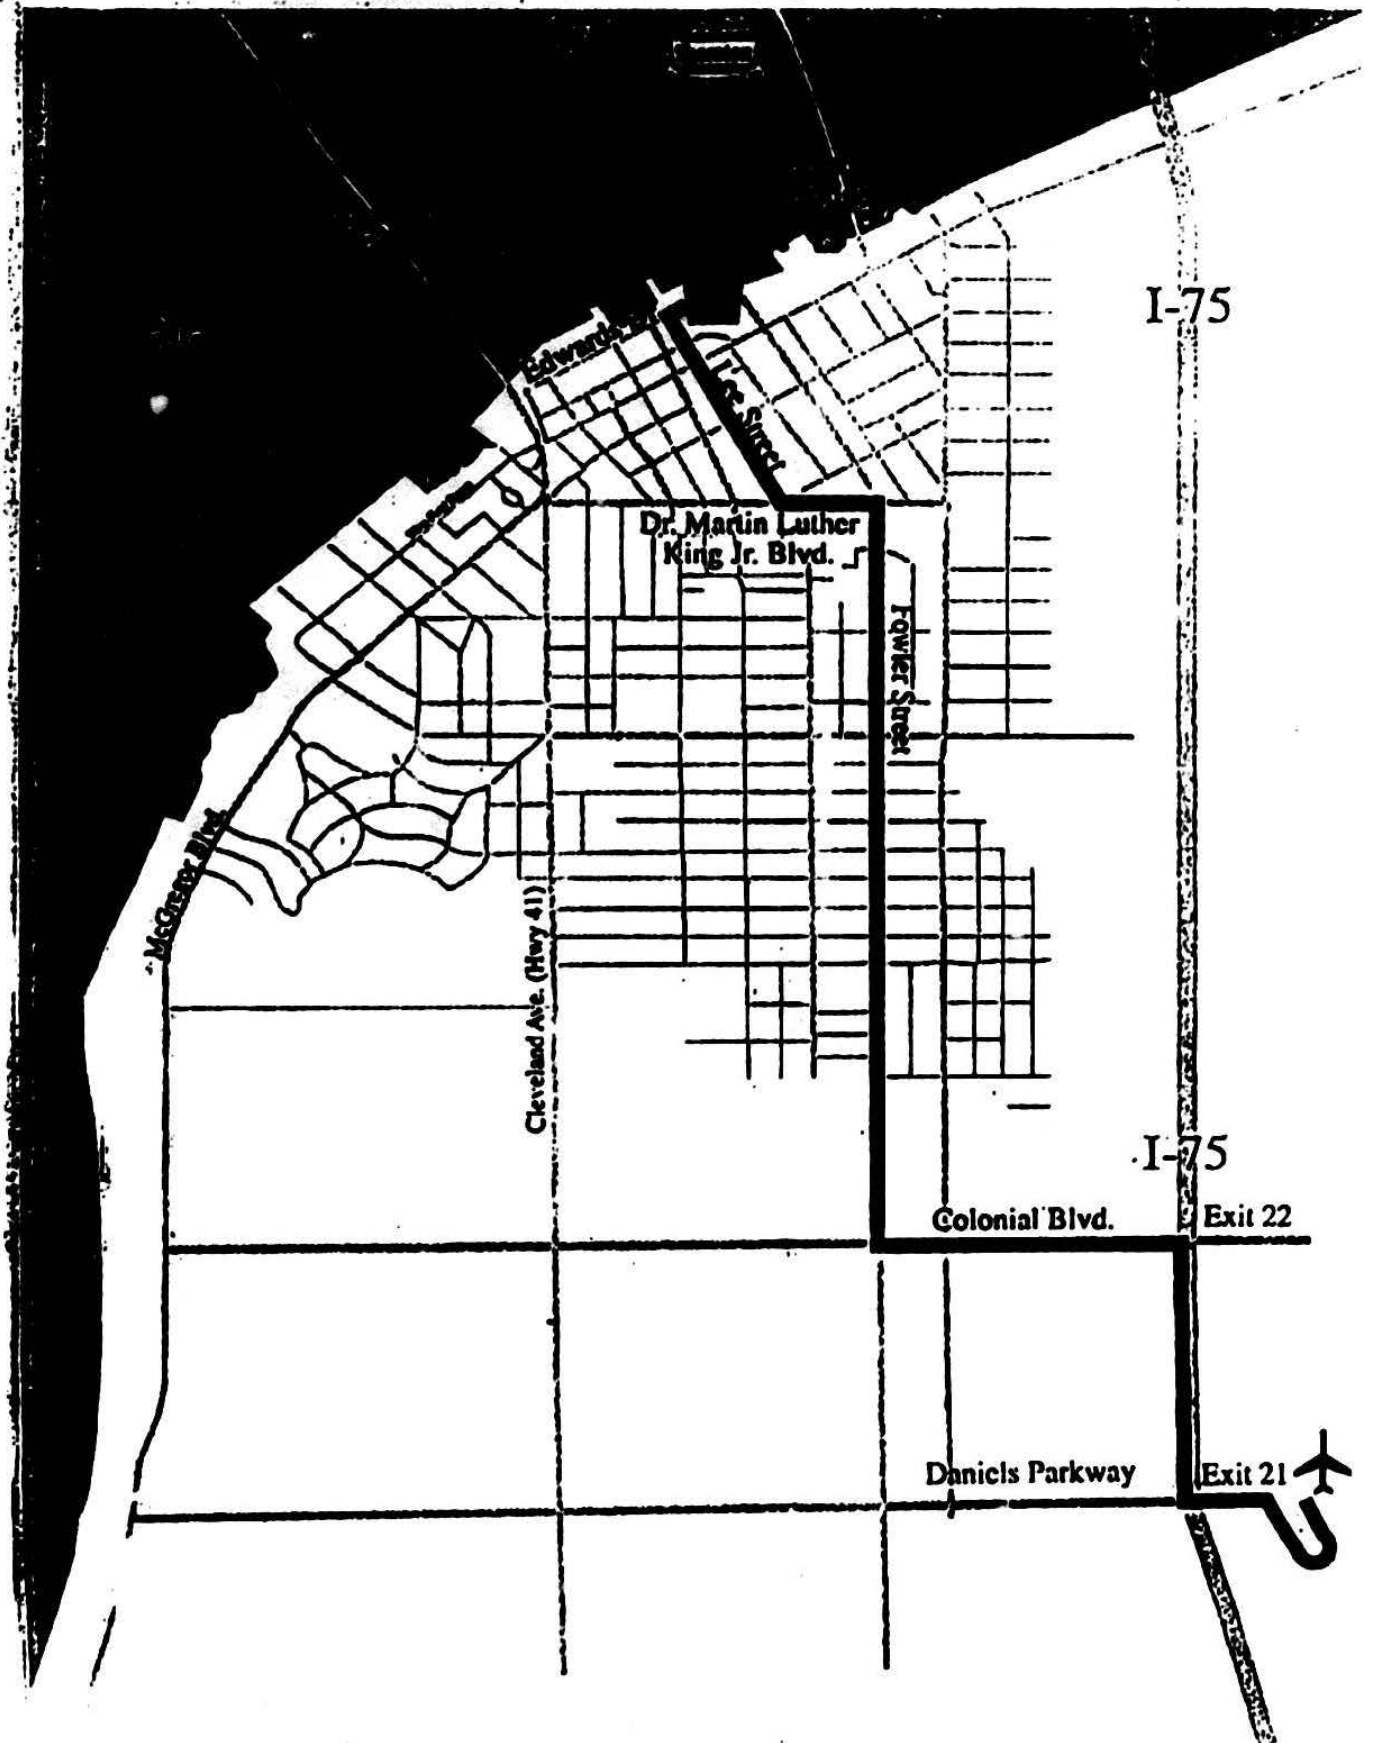 I-75
Edwards Dr.
Lee Street
Dr. Martin Luther
King Jr. Blvd.
Fowler Street
McGregor Blvd.
Cleveland Ave. (Hwy 41)
I-75
Colonial Blvd.
Exit 22
Daniels Parkway
Exit 21